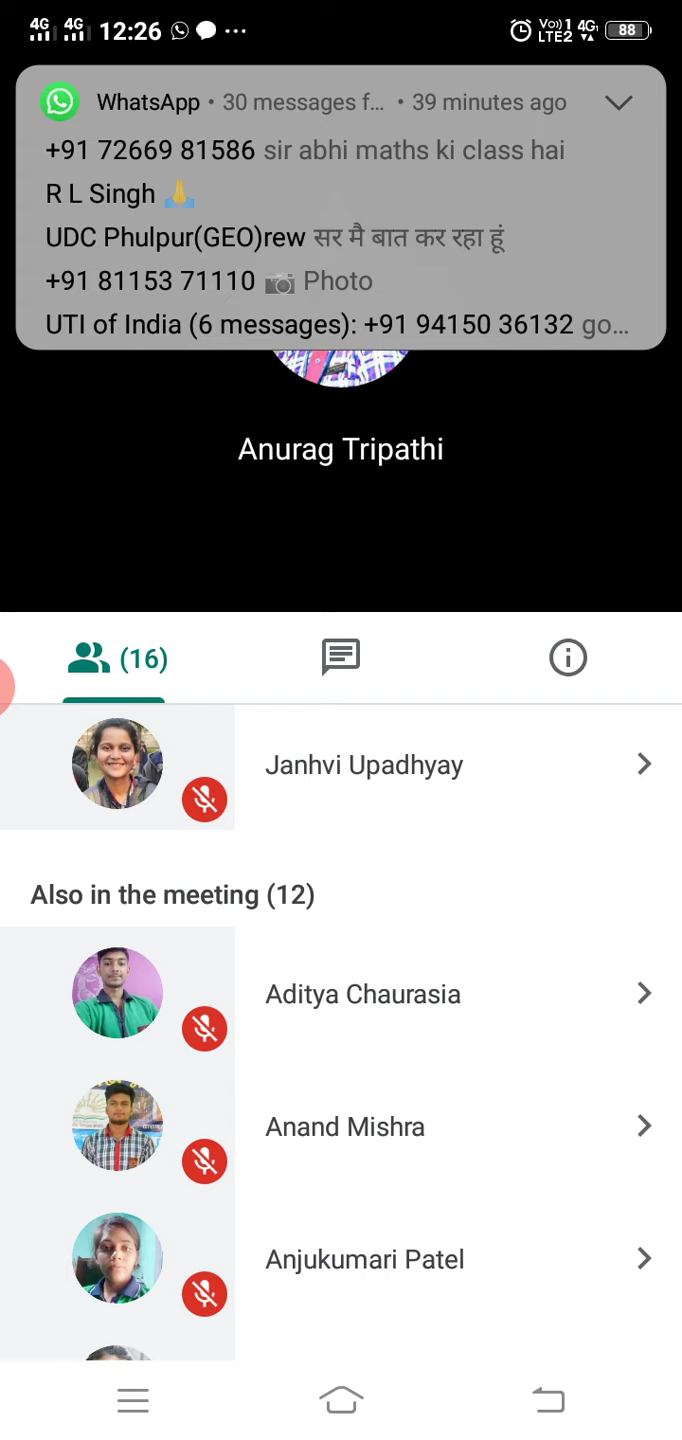 4G 4G 12:26 ... Vo) 1 LTE2 4G 88
WhatsApp • 30 messages f... • 39 minutes ago
+91 72669 81586 sir abhi maths ki class hai
R L Singh 🙏
UDC Phulpur(GEO)rew सर मै बात कर रहा हूं
+91 81153 71110 📷 Photo
UTI of India (6 messages): +91 94150 36132 go...
Anurag Tripathi
(16)
Janhvi Upadhyay
Also in the meeting (12)
Aditya Chaurasia
Anand Mishra
Anjukumari Patel